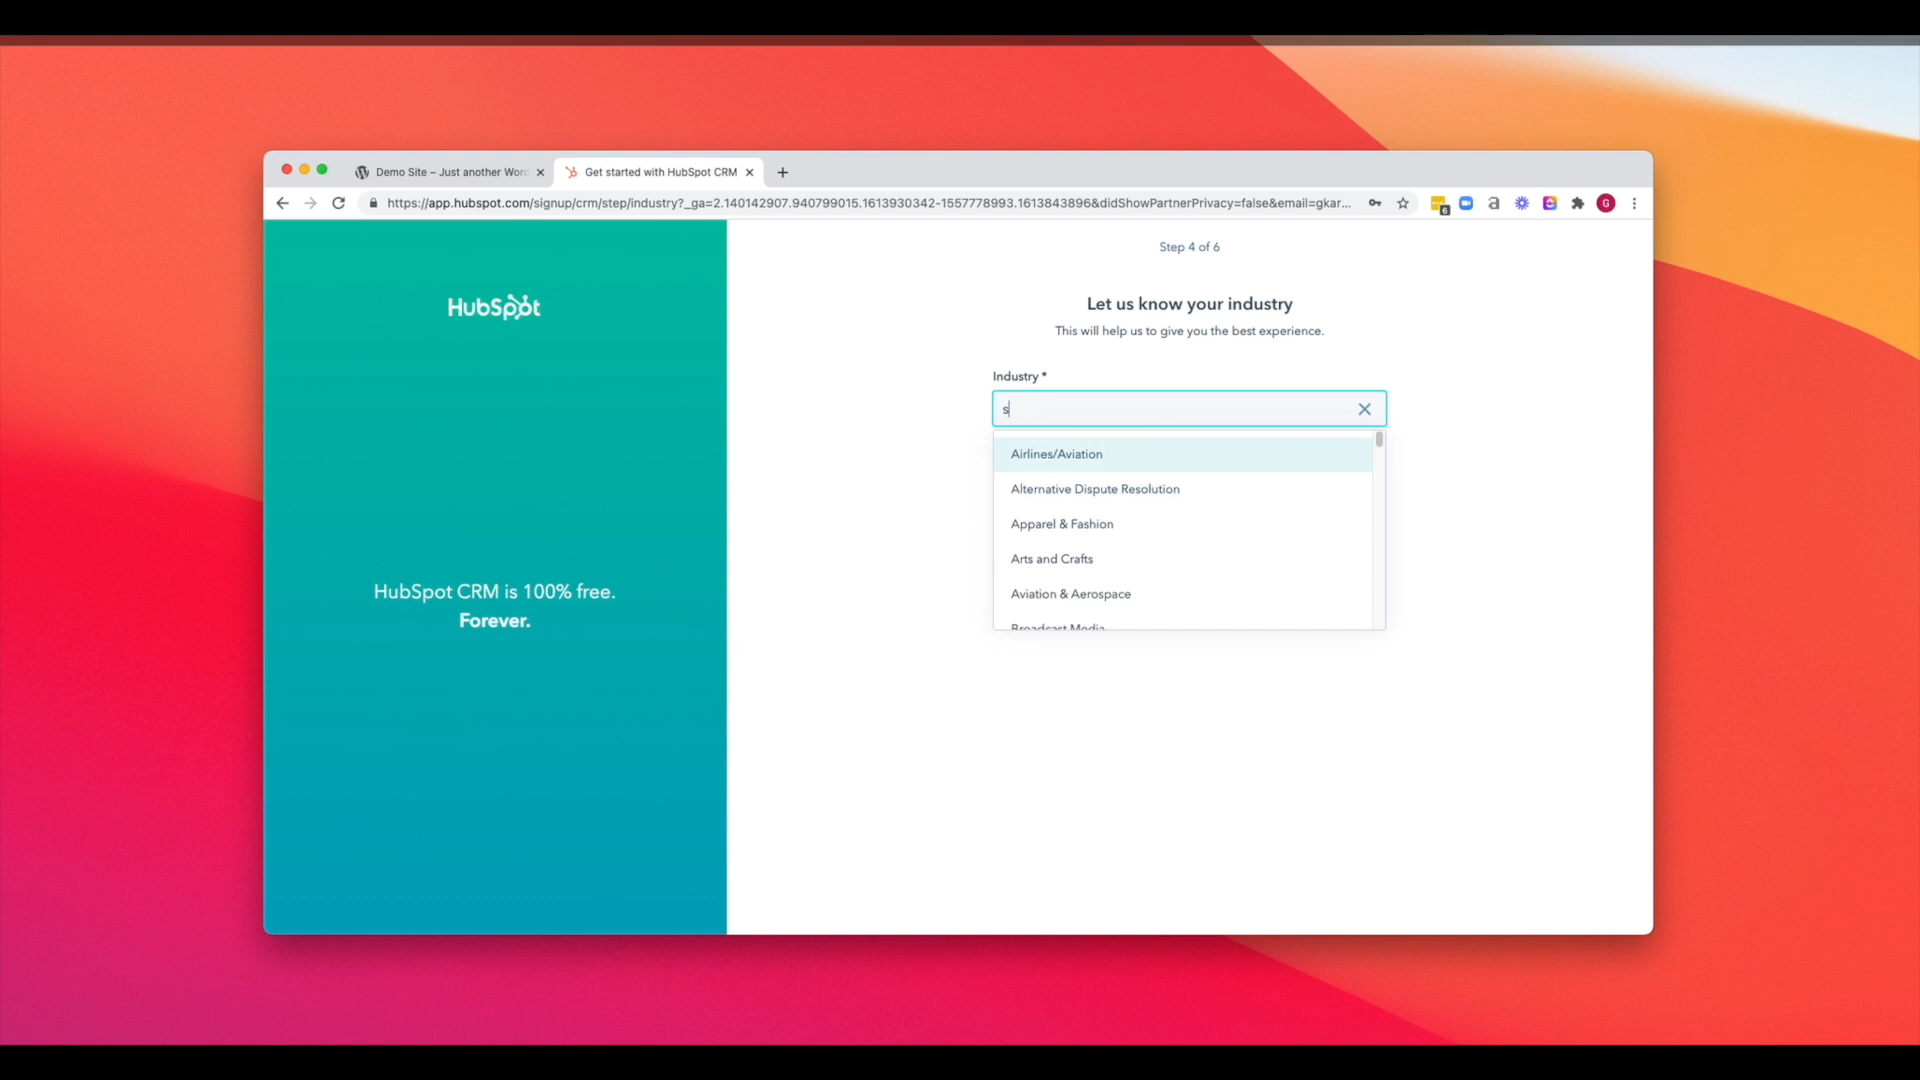 Demo Site – Just another Wor
Get started with HubSpot CRM
https://app.hubspot.com/signup/crm/step/industry?_ga=2.140142907.940799015.1613930342-1557778993.1613843896&didShowPartnerPrivacy=false&email=gkar...
6
a
G
HubSpot
HubSpot CRM is 100% free.
Forever.
Step 4 of 6
Let us know your industry
This will help us to give you the best experience.
Industry *
s
Airlines/Aviation
Alternative Dispute Resolution
Apparel & Fashion
Arts and Crafts
Aviation & Aerospace
Broadcast Media